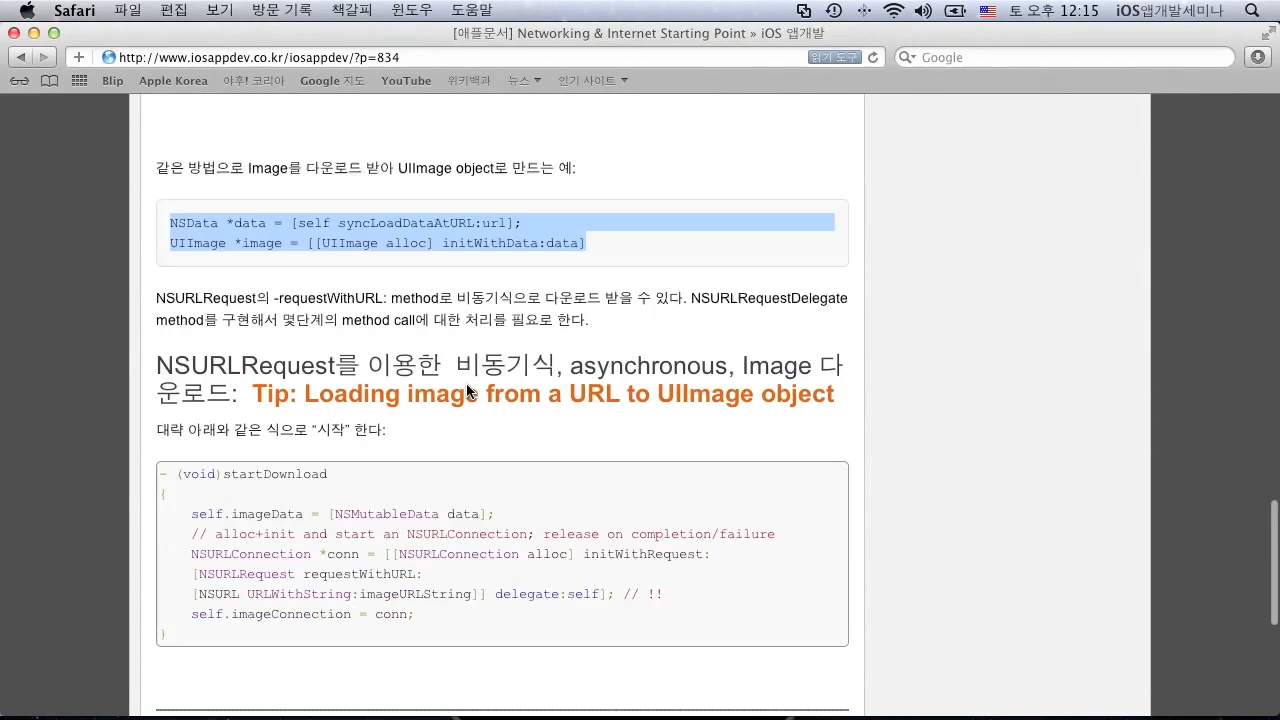 Safari 파일 편집 보기 방문 기록 책갈피 윈도우 도움말 토 오후 12:15 iOS앱개발세미나
[애플문서] Networking & Internet Starting Point » iOS 앱개발
http://www.iosappdev.co.kr/iosappdev/?p=834 읽기 도구 Google
Blip Apple Korea 야후! 코리아 Google 지도 YouTube 위키백과 뉴스 인기 사이트
같은 방법으로 Image를 다운로드 받아 UIImage object로 만드는 예:
NSData *data = [self syncLoadDataAtURL:url];
UIImage *image = [[UIImage alloc] initWithData:data]
NSURLRequest의 -requestWithURL: method로 비동기식으로 다운로드 받을 수 있다. NSURLRequestDelegate
method를 구현해서 몇단계의 method call에 대한 처리를 필요로 한다.
NSURLRequest를 이용한 비동기식, asynchronous, Image 다
운로드: Tip: Loading image from a URL to UIImage object
대략 아래와 같은 식으로 “시작” 한다:
- (void)startDownload
{
self.imageData = [NSMutableData data];
// alloc+init and start an NSURLConnection; release on completion/failure
NSURLConnection *conn = [[NSURLConnection alloc] initWithRequest:
[NSURLRequest requestWithURL:
[NSURL URLWithString:imageURLString]] delegate:self]; // !!
self.imageConnection = conn;
}